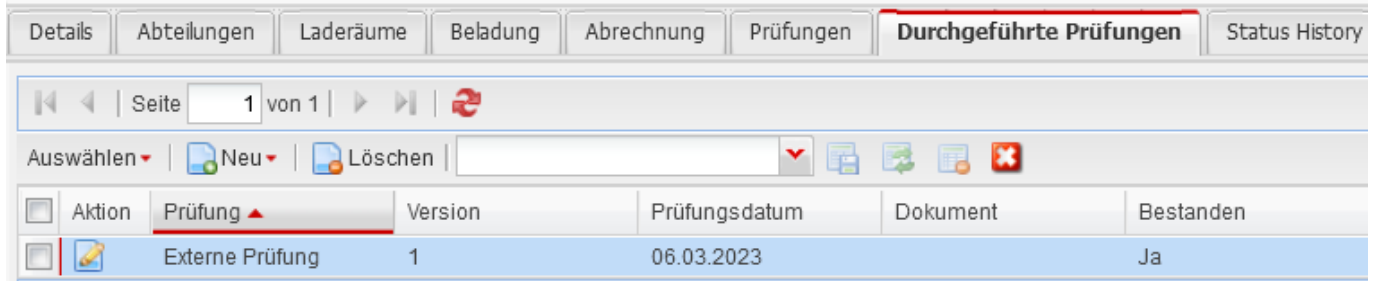 Details Abteilungen Laderäume Beladung Abrechnung Prüfungen Durchgeführte Prüfungen Status History
Seite 1 von 1
Auswählen Neu Löschen
Aktion Prüfung Version Prüfungsdatum Dokument Bestanden
Externe Prüfung 1 06.03.2023 Ja